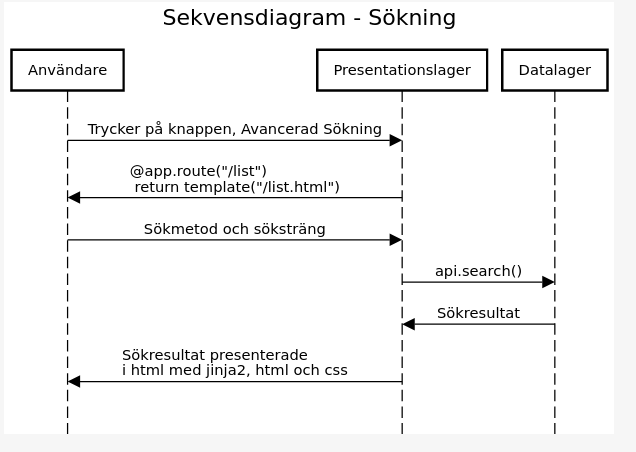 Sekvensdiagram - Sökning
Användare
Presentationslager
Datalager
Trycker på knappen, Avancerad Sökning
@app.route("/list")
return template("/list.html")
Sökmetod och söksträng
api.search()
Sökresultat
Sökresultat presenterade
i html med jinja2, html och css